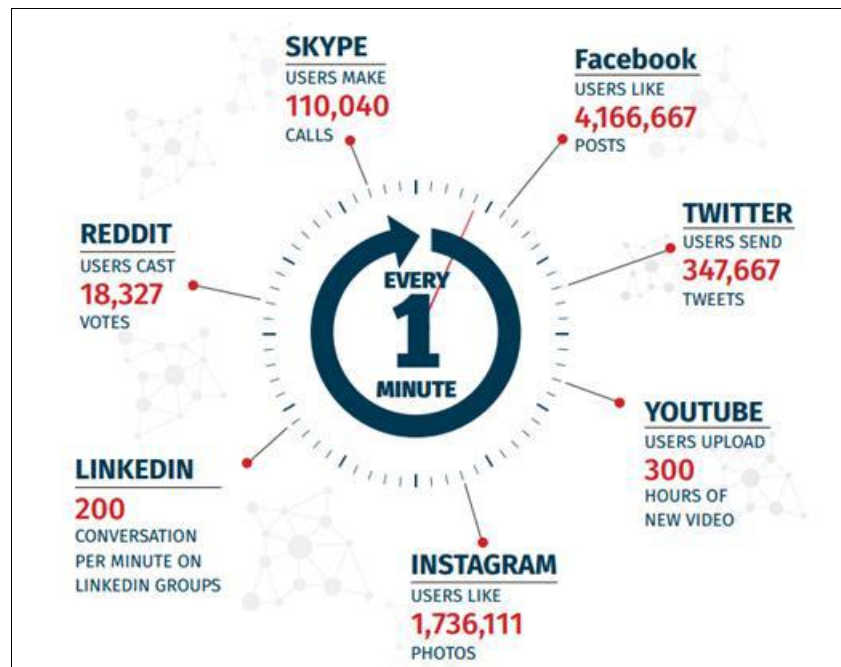 SKYPE
USERS MAKE
110,040
CALLS
Facebook
USERS LIKE
4,166,667
POSTS
TWITTER
USERS SEND
347,667
TWEETS
REDDIT
USERS CAST
18,327
VOTES
EVERY
1
MINUTE
YOUTUBE
USERS UPLOAD
300
HOURS OF
NEW VIDEO
LINKEDIN
200
CONVERSATION
PER MINUTE ON
LINKEDIN GROUPS
INSTAGRAM
USERS LIKE
1,736,111
PHOTOS